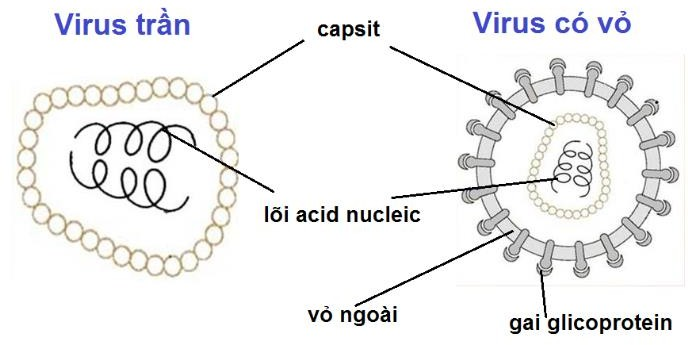 Virus trần
capsit
Virus có vỏ
lõi acid nucleic
vỏ ngoài
gai glicoprotein